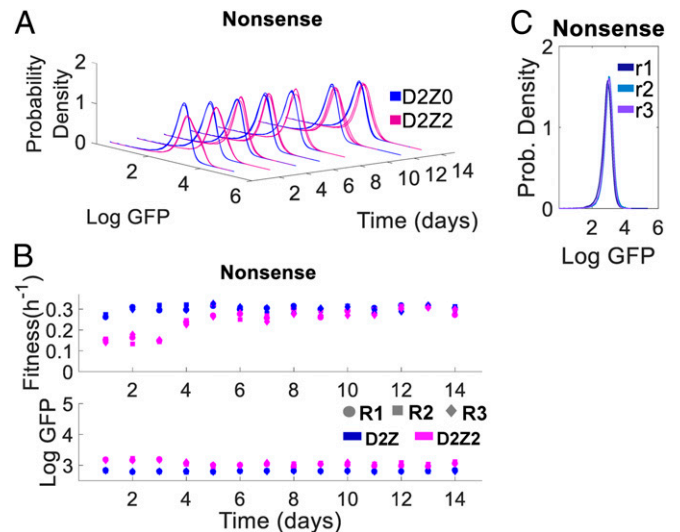 A
Nonsense
Probability
Density
2
1
0
D2Z0
D2Z2
2
4
6
Log GFP
2 4 6 8 10 12 14
Time (days)
C
Nonsense
2
1
0
r1
r2
r3
Prob. Density
2 4 6
Log GFP
B
Nonsense
Fitness(h⁻¹)
0.3
0.2
0.1
0
2 4 6 8 10 12 14
Log GFP
5
4
3
R1 R2 R3
D2Z D2Z2
2 4 6 8 10 12 14
Time (days)